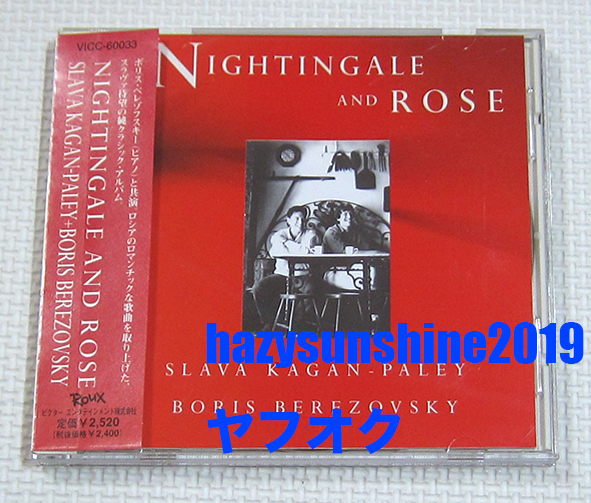 VICC-60033
NIGHTINGALE AND ROSE
SLAVA KAGAN-PALEY+BORIS BEREZOVSKY
ボリス・ベレゾフスキー「ピアノ」と共演 ロシアのロマンチックな歌曲を取り上げた、
スラヴァ待望の純クラシック・アルバム。
ROUX
ビクター エンタテインメント株式会社
定価￥2,520
(税抜価格￥2,400)
NIGHTINGALE
AND ROSE
hazysunshine2019
SLAVA KAGAN-PALEY
BORIS BEREZOVSKY
ヤフオク